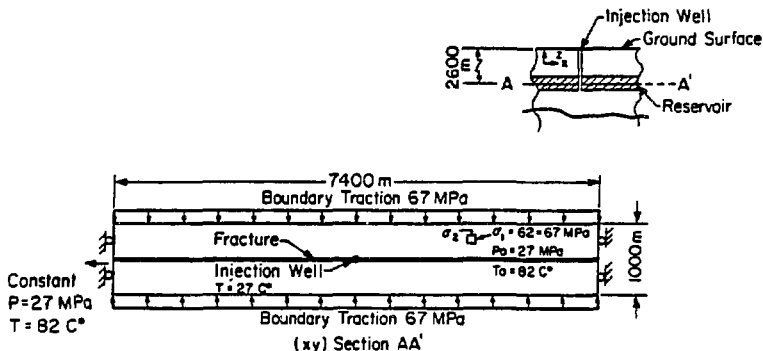 Injection Well
Ground Surface
2600
m
z
x
A
A'
Reservoir
7400 m
Boundary Traction 67 MPa
Fracture
σ2
σ1 = 62 = 67 MPa
Po = 27 MPa
Injection Well
T = 27 C°
To = 82 C°
1000 m
Constant
P = 27 MPa
T = 82 C°
Boundary Traction 67 MPa
(xy) Section AA'